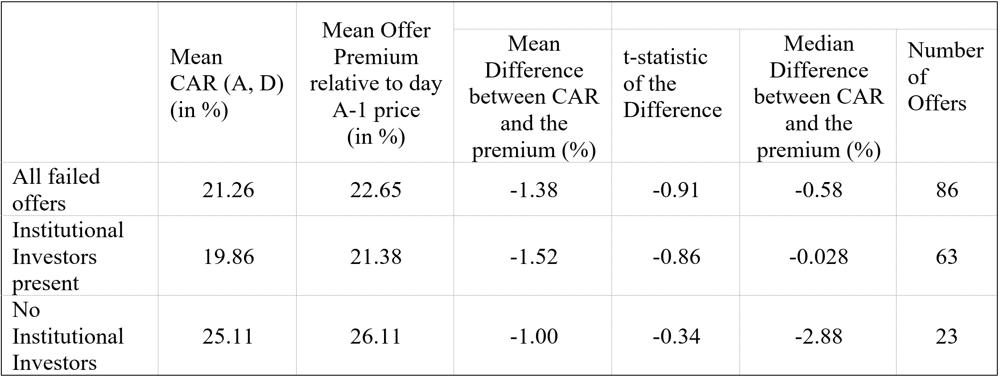 Mean
CAR (A, D)
(in %)
Mean Offer
Premium
relative to day
A-1 price
(in %)
Mean
Difference
between CAR
and the
premium (%)
t-statistic
of the
Difference
Median
Difference
between CAR
and the
premium (%)
Number
of
Offers
All failed
offers
21.26
22.65
-1.38
-0.91
-0.58
86
Institutional
Investors
present
19.86
21.38
-1.52
-0.86
-0.028
63
No
Institutional
Investors
25.11
26.11
-1.00
-0.34
-2.88
23